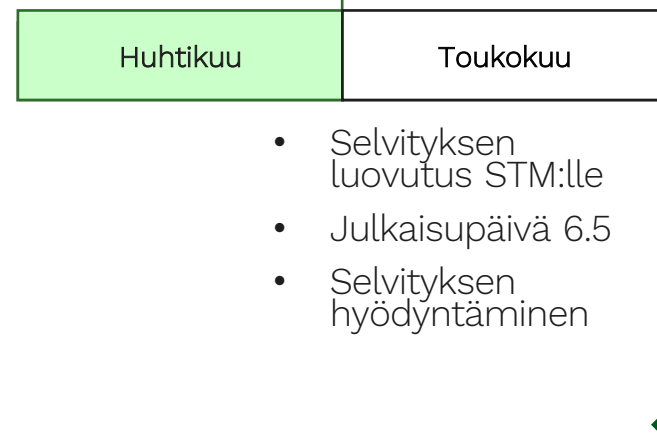 Huhtikuu Toukokuu
• Selvityksen
luovutus STM:lle
• Julkaisupäivä 6.5
• Selvityksen
hyödyntäminen